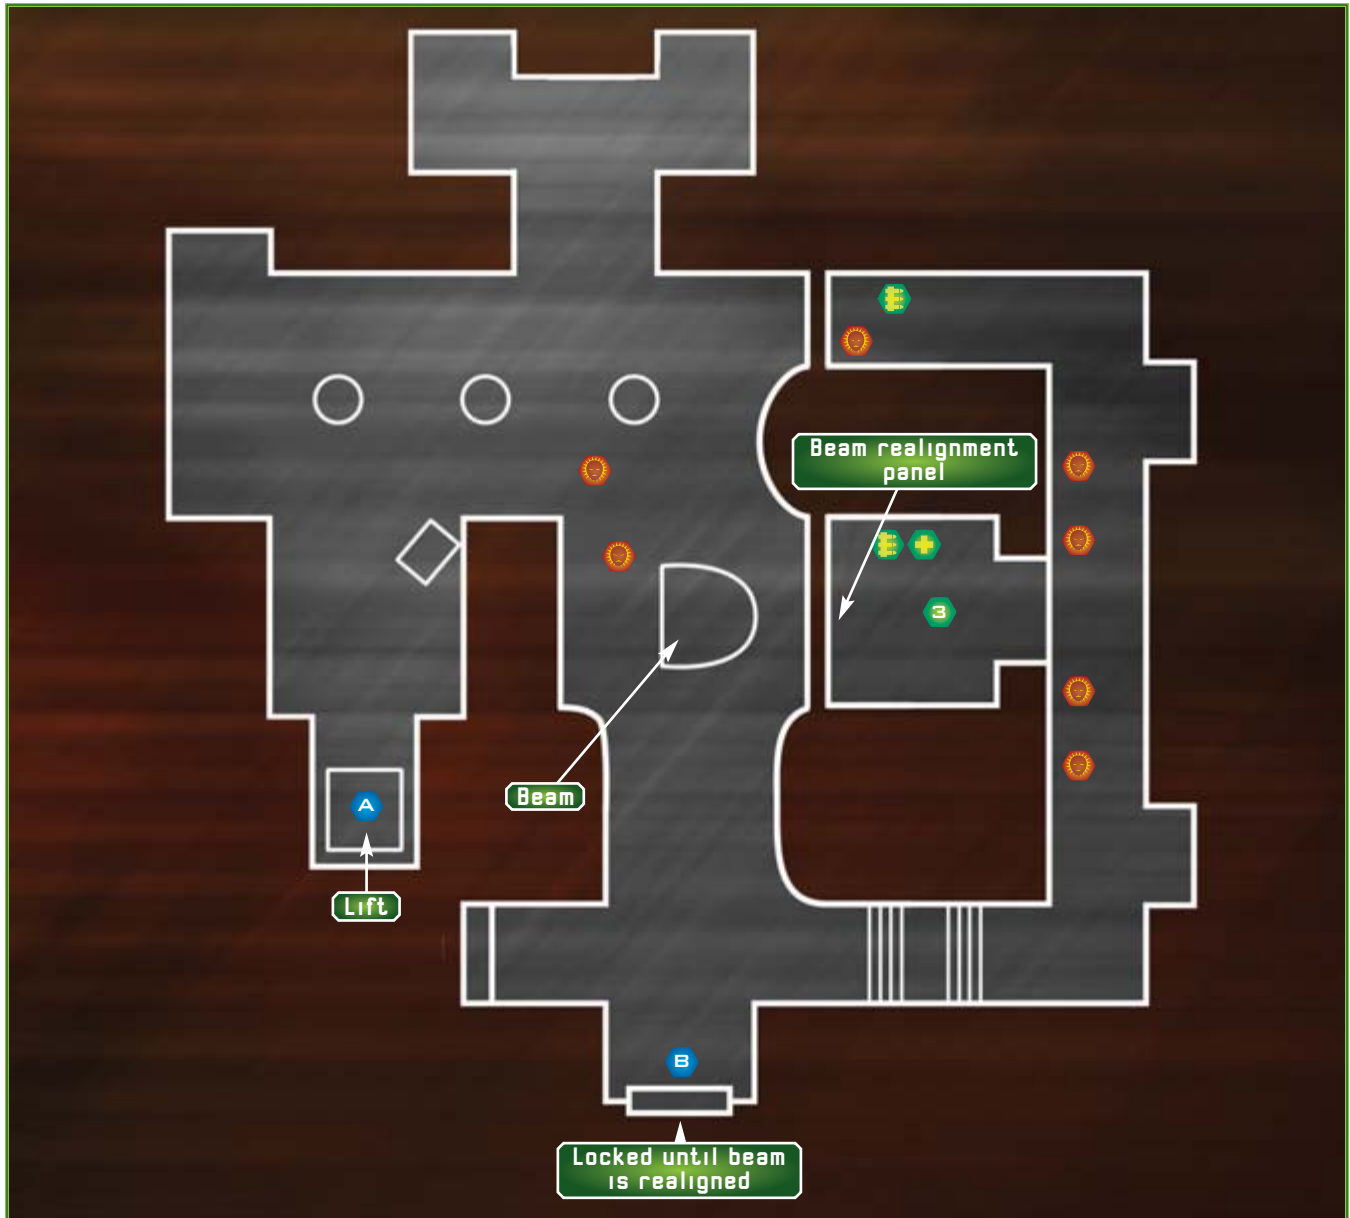 Beam realignment
panel
3
Beam
A
Lift
B
Locked until beam
is realigned